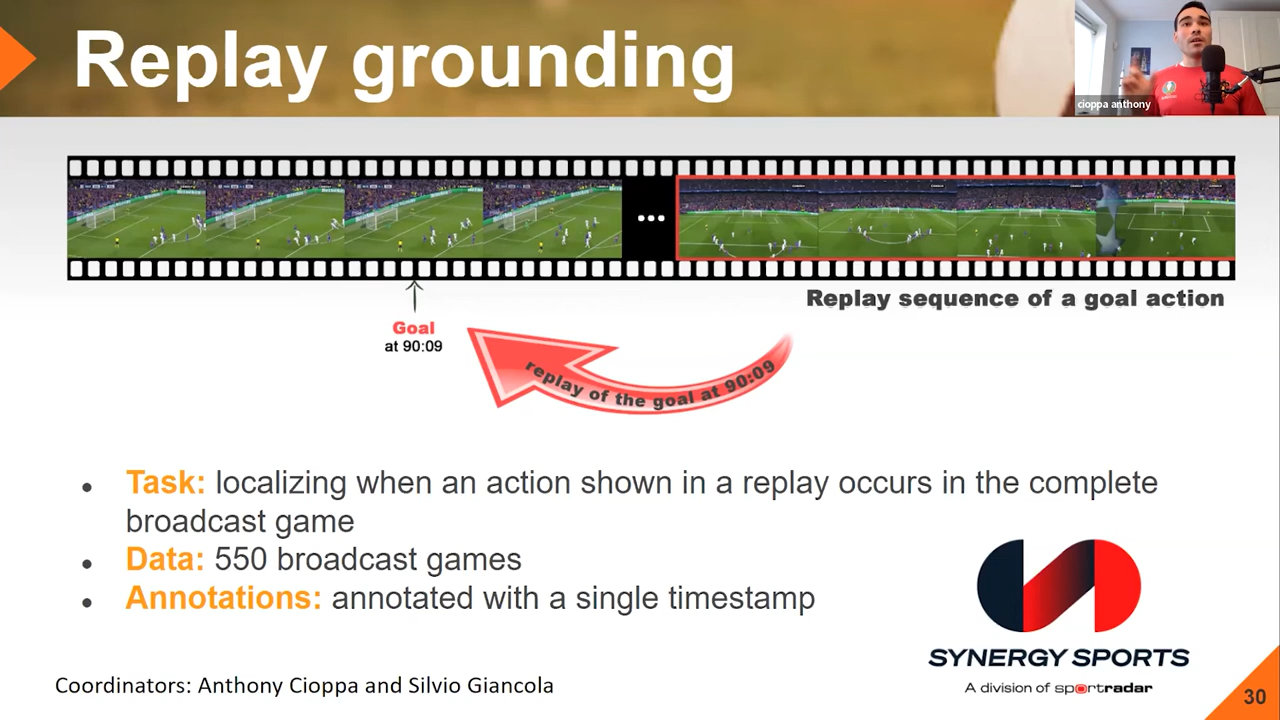 Replay grounding
cioppa anthony
Replay sequence of a goal action
Goal
at 90:09
replay of the goal at 90:09
Task: localizing when an action shown in a replay occurs in the complete
broadcast game
Data: 550 broadcast games
Annotations: annotated with a single timestamp
SYNERGY SPORTS
A division of sportradar
Coordinators: Anthony Cioppa and Silvio Giancola
30